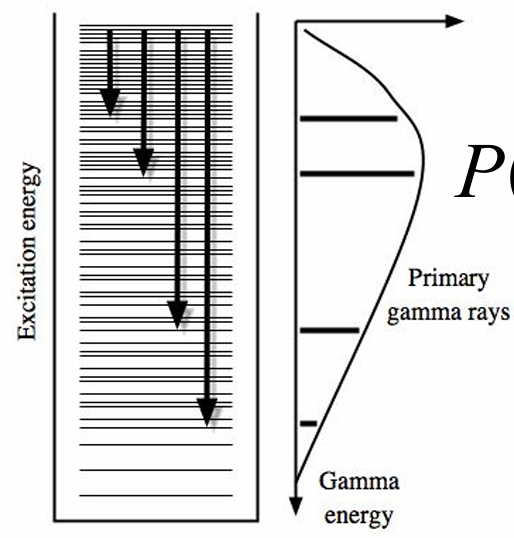 Excitation energy
P(
Primary
gamma rays
Gamma
energy